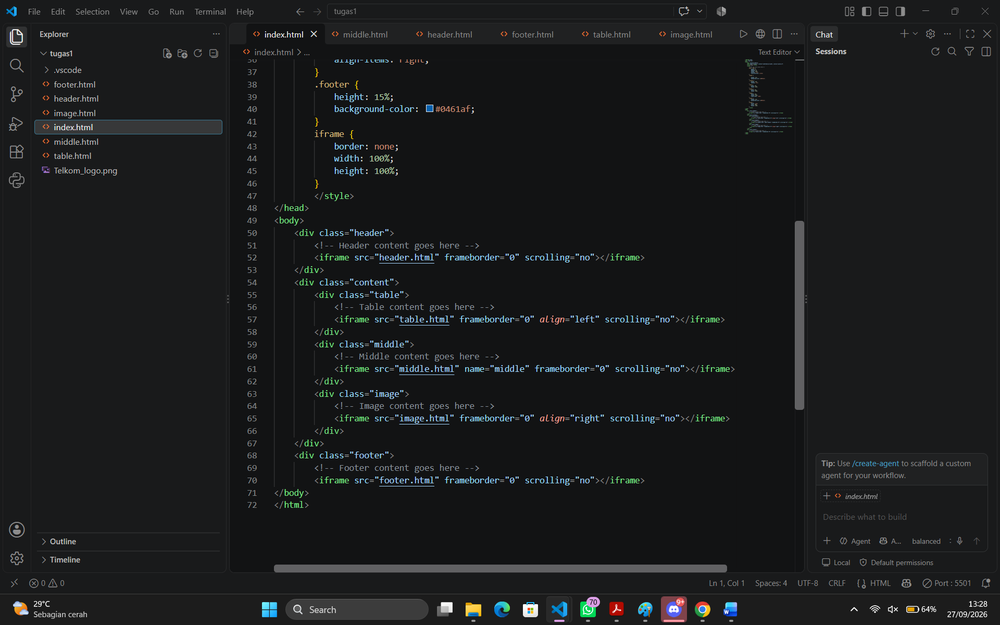 File Edit Selection View Go Run Terminal Help
tugas1
Explorer
tugas1
.vscode
footer.html
header.html
image.html
index.html
middle.html
table.html
Telkom_logo.png
Outline
Timeline
index.html
middle.html
header.html
footer.html
table.html
image.html
index.html > ...
Text Editor
36 align-items: right;
37 }
38 .footer {
39 height: 15%;
40 background-color: #0461af;
41 }
42 iframe {
43 border: none;
44 width: 100%;
45 height: 100%;
46 }
47 </style>
48 </head>
49 <body>
50 <div class="header">
51 <!-- Header content goes here -->
52 <iframe src="header.html" frameborder="0" scrolling="no"></iframe>
53 </div>
54 <div class="content">
55 <div class="table">
56 <!-- Table content goes here -->
57 <iframe src="table.html" frameborder="0" align="left" scrolling="no"></iframe>
58 </div>
59 <div class="middle">
60 <!-- Middle content goes here -->
61 <iframe src="middle.html" name="middle" frameborder="0" scrolling="no"></iframe>
62 </div>
63 <div class="image">
64 <!-- Image content goes here -->
65 <iframe src="image.html" frameborder="0" align="right" scrolling="no"></iframe>
66 </div>
67 </div>
68 <div class="footer">
69 <!-- Footer content goes here -->
70 <iframe src="footer.html" frameborder="0" scrolling="no"></iframe>
71 </body>
72 </html>
Chat
Sessions
Tip: Use /create-agent to scaffold a custom
agent for your workflow.
index.html
Describe what to build
Agent A... balanced
Local Default permissions
0 0
Ln 1, Col 1 Spaces: 4 UTF-8 CRLF HTML Port : 5501
29°C
Sebagian cerah
Search
70
9+
64%
13:28
27/09/2026